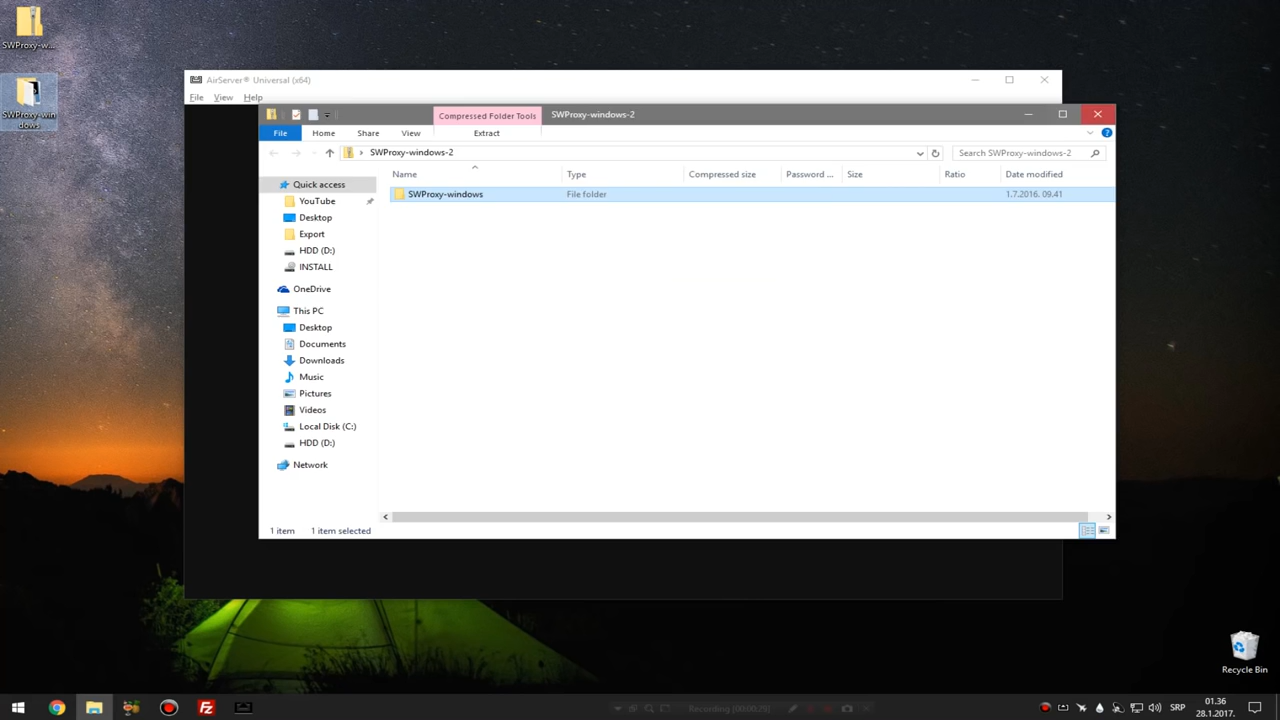 SWProxy-w...
SWProxy-win
dows
AirServer® Universal (x64)
File View Help
Compressed Folder Tools
SWProxy-windows-2
File Home Share View Extract
SWProxy-windows-2
Search SWProxy-windows-2
Name Type Compressed size Password ... Size Ratio Date modified
SWProxy-windows File folder 1.7.2016. 09.41
Quick access
YouTube
Desktop
Export
HDD (D:)
INSTALL
OneDrive
This PC
Desktop
Documents
Downloads
Music
Pictures
Videos
Local Disk (C:)
HDD (D:)
Network
1 item 1 item selected
Recycle Bin
Recording [00:00:29]
SRP
01.36
28.1.2017.